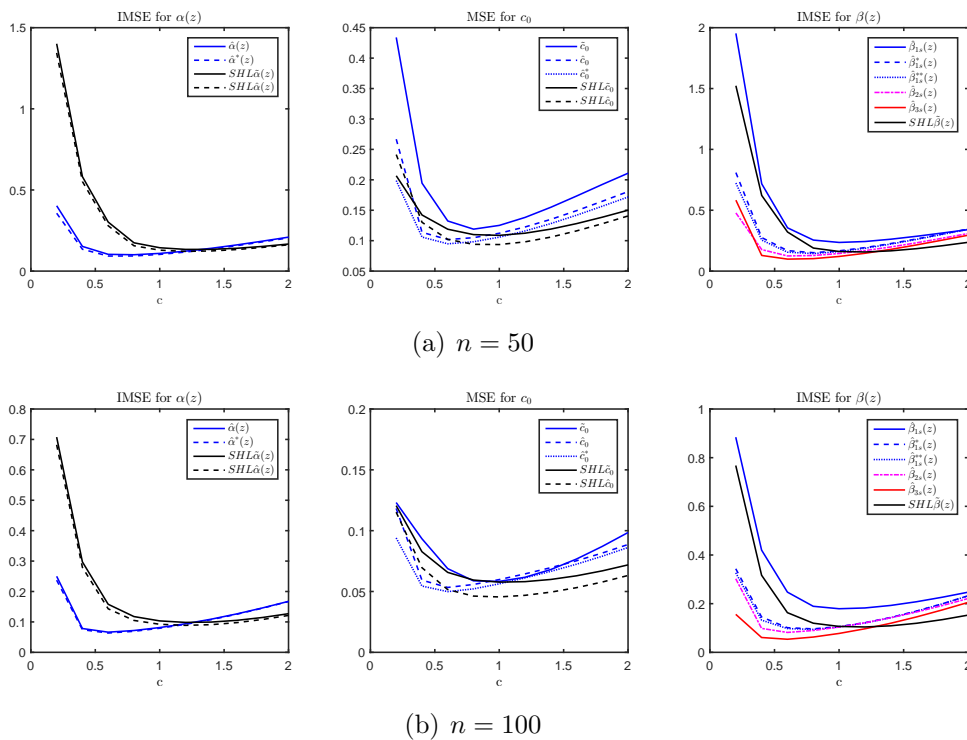 IMSE for α(z)
1.5
1
0.5
0
0 0.5 1 1.5 2
c
α̂(z)
α̂*(z)
SHLα̃(z)
SHLα̂(z)
MSE for c₀
0.45
0.4
0.35
0.3
0.25
0.2
0.15
0.1
0.05
0 0.5 1 1.5 2
c
c̃₀
ĉ₀
ĉ₀*
SHLc̃₀
SHLĉ₀
IMSE for β(z)
2
1.5
1
0.5
0
0 0.5 1 1.5 2
c
β̂₁ₛ(z)
β̂₁ₛ*(z)
β̂₁ₛ**(z)
β̂₂ₛ(z)
β̂₃ₛ(z)
SHLβ̃(z)
(a) n = 50
IMSE for α(z)
0.8
0.7
0.6
0.5
0.4
0.3
0.2
0.1
0
0 0.5 1 1.5 2
c
α̂(z)
α̂*(z)
SHLα̃(z)
SHLα̂(z)
MSE for c₀
0.2
0.15
0.1
0.05
0
0 0.5 1 1.5 2
c
c̃₀
ĉ₀
ĉ₀*
SHLc̃₀
SHLĉ₀
IMSE for β(z)
1
0.8
0.6
0.4
0.2
0
0 0.5 1 1.5 2
c
β̂₁ₛ(z)
β̂₁ₛ*(z)
β̂₁ₛ**(z)
β̂₂ₛ(z)
β̂₃ₛ(z)
SHLβ̃(z)
(b) n = 100